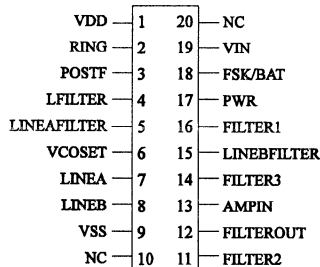 VDD 1 20 NC
RING 2 19 VIN
POSTF 3 18 FSK/BAT
LFILTER 4 17 PWR
LINEAFILTER 5 16 FILTER1
VCOSET 6 15 LINEBFILTER
LINEA 7 14 FILTER3
LINEB 8 13 AMPIN
VSS 9 12 FILTEROUT
NC 10 11 FILTER2